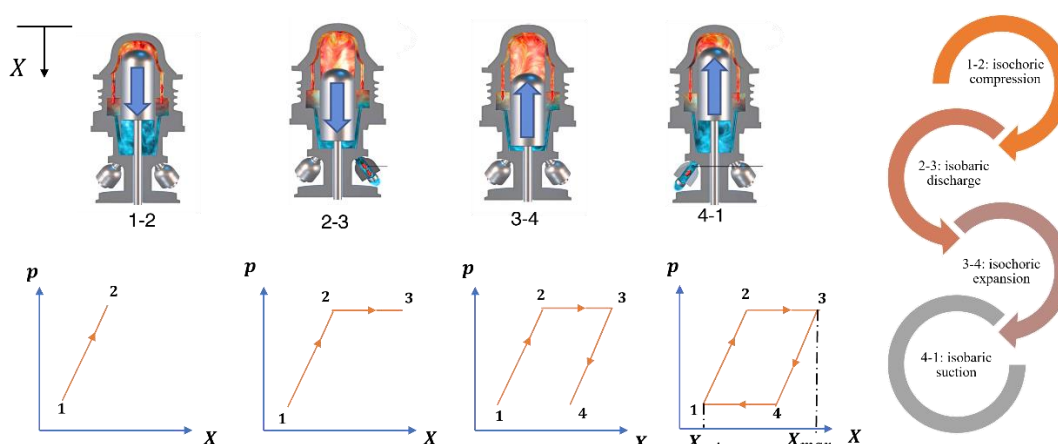 X
1-2
2-3
3-4
4-1
p
2
1
X
p
2
3
1
X
p
2
3
1
4
X
p
2
3
1
4
X
1-2: isochoric
compression
2-3: isobaric
discharge
3-4: isochoric
expansion
4-1: isobaric
suction